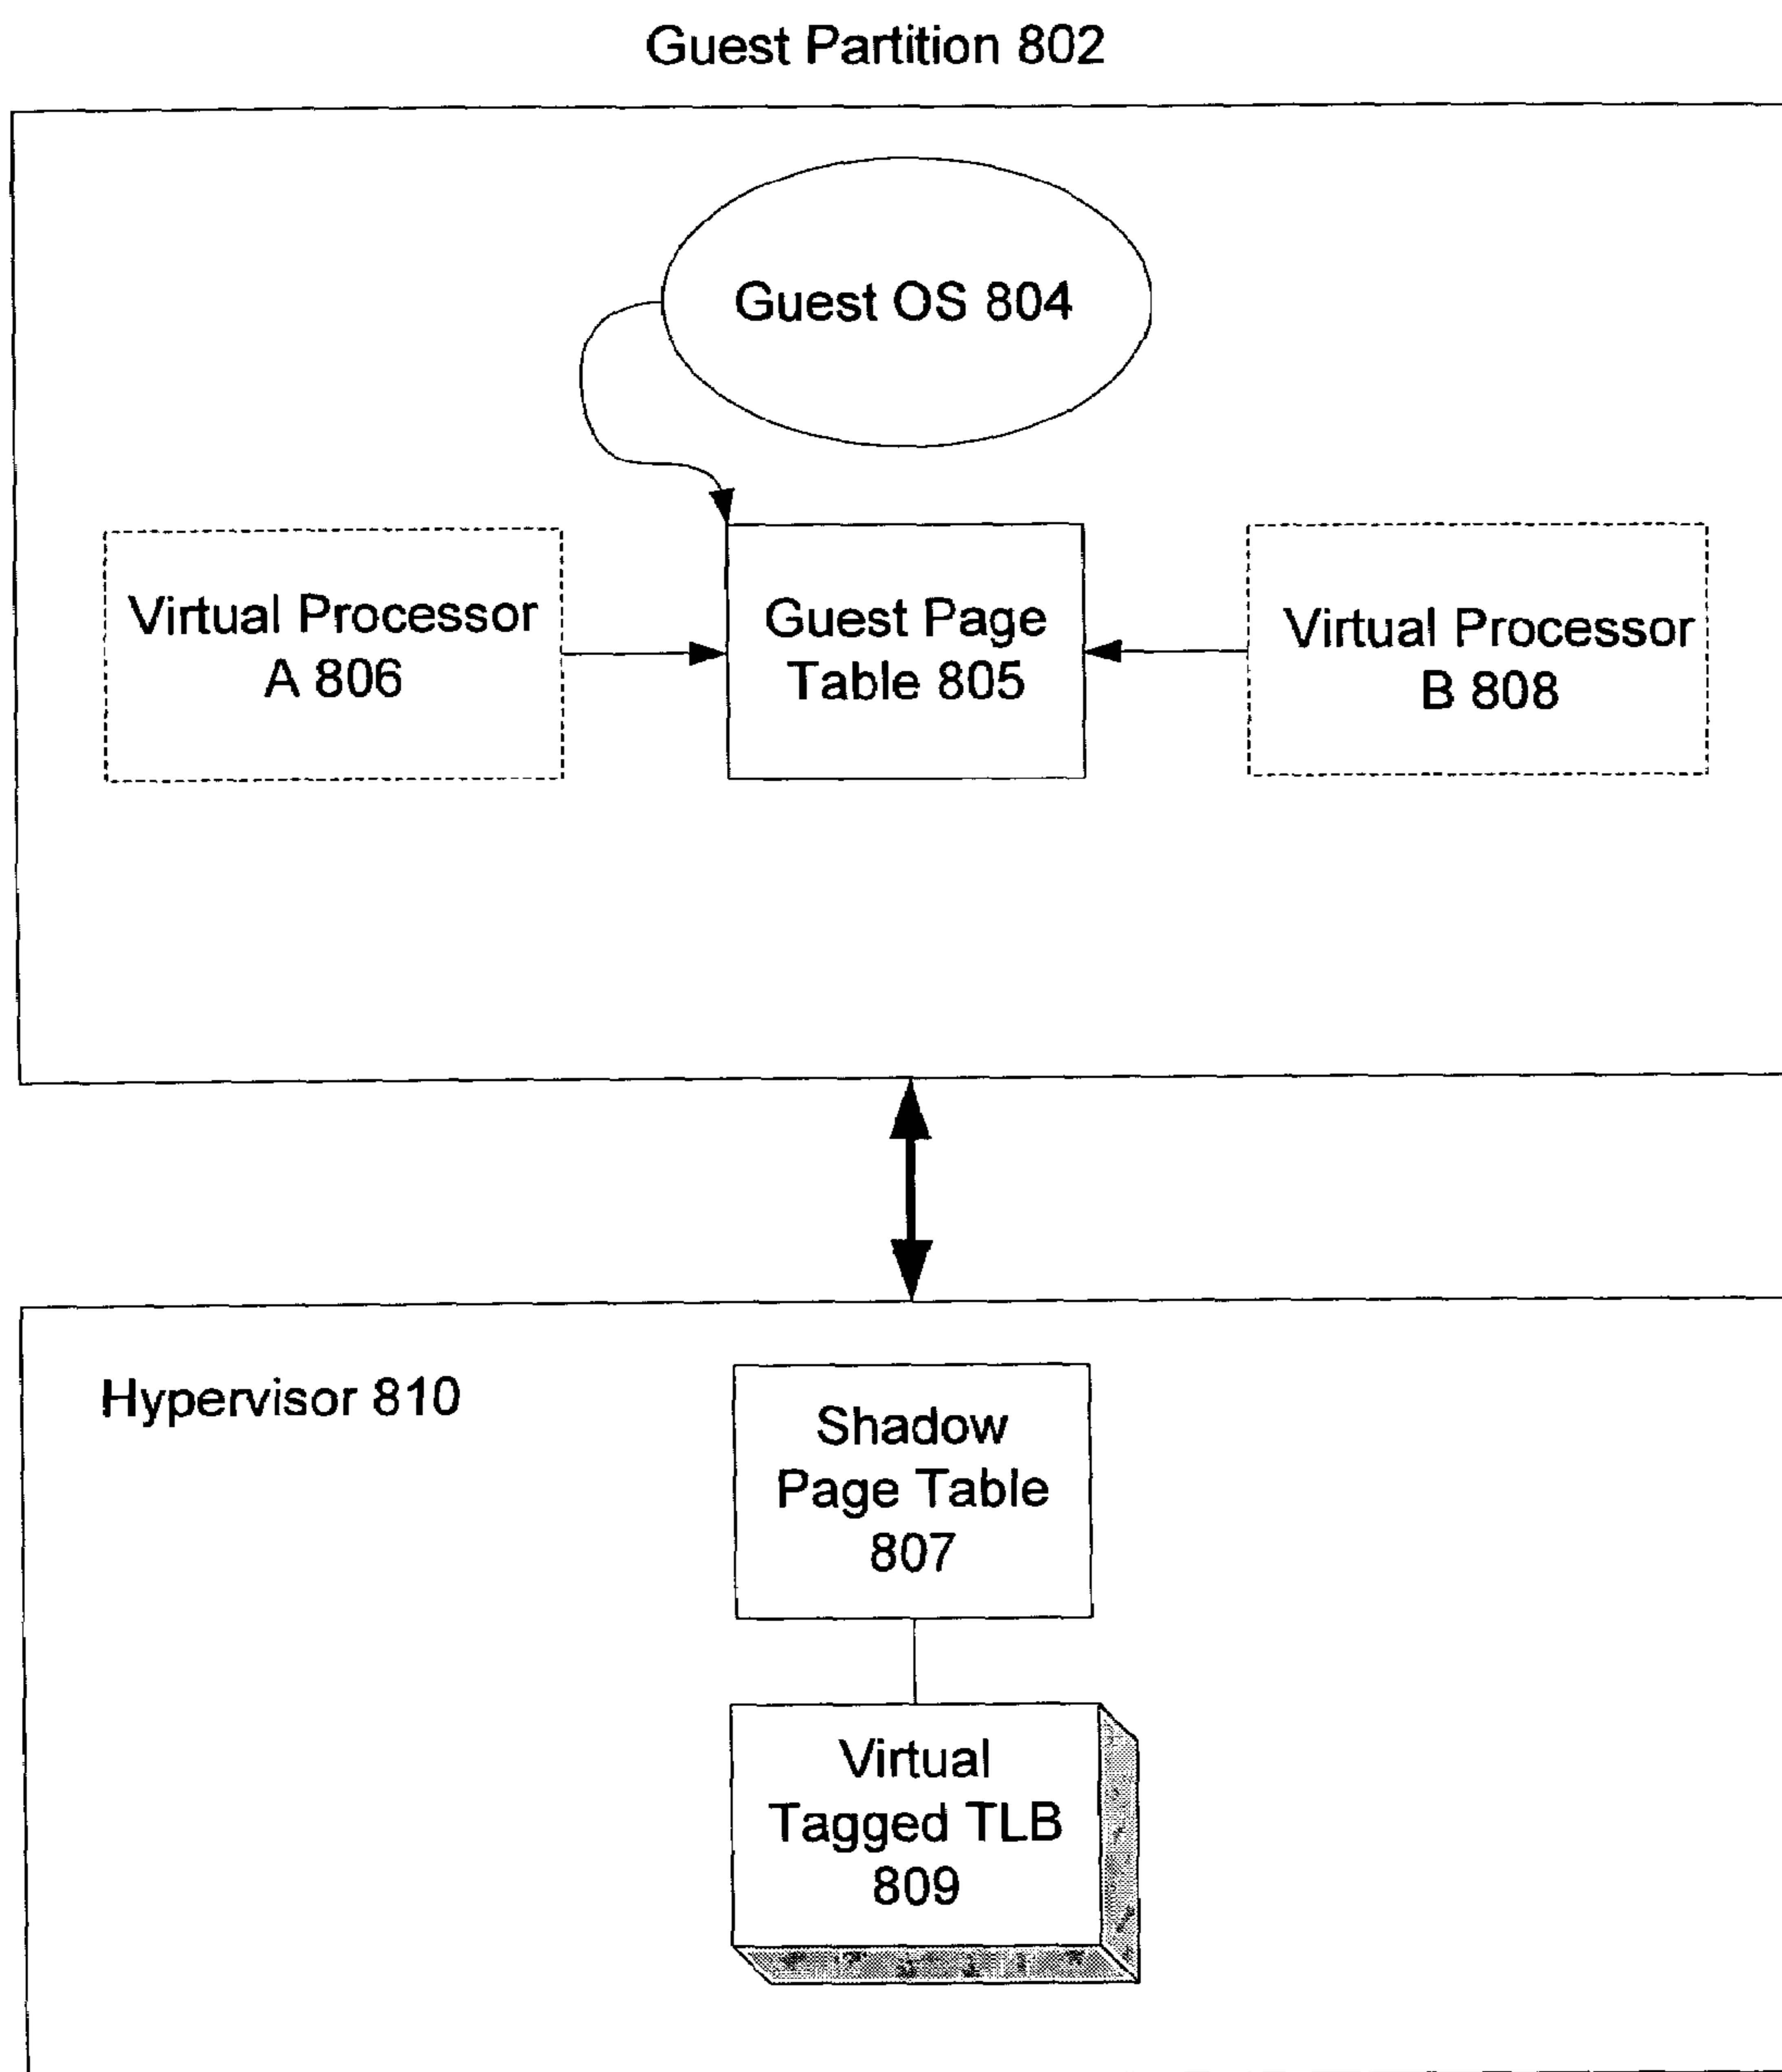 Guest Partition 802
Guest OS 804
Virtual Processor
A 806
Guest Page
Table 805
Virtual Processor
B 808
Hypervisor 810
Shadow
Page Table
807
Virtual
Tagged TLB
809